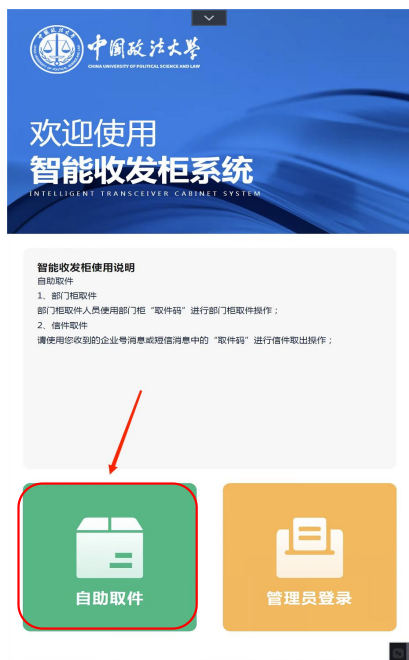 中国政法大学
CHINA UNIVERSITY OF POLITICAL SCIENCE AND LAW
欢迎使用
智能收发柜系统
INTELLIGENT TRANSCEIVER CABINET SYSTEM
智能收发柜使用说明
自助取件
1、部门柜取件
部门柜取件人员使用部门柜“取件码”进行部门柜取件操作；
2、信件取件
请使用您收到的企业号消息或短信消息中的“取件码”进行信件取出操作；
自助取件
管理员登录